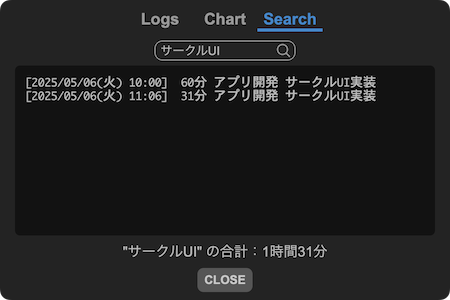 Logs Chart Search
サークルUI
[2025/05/06(火) 10:00] 60分 アプリ開発 サークルUI実装
[2025/05/06(火) 11:06] 31分 アプリ開発 サークルUI実装
"サークルUI" の合計：1時間31分
CLOSE